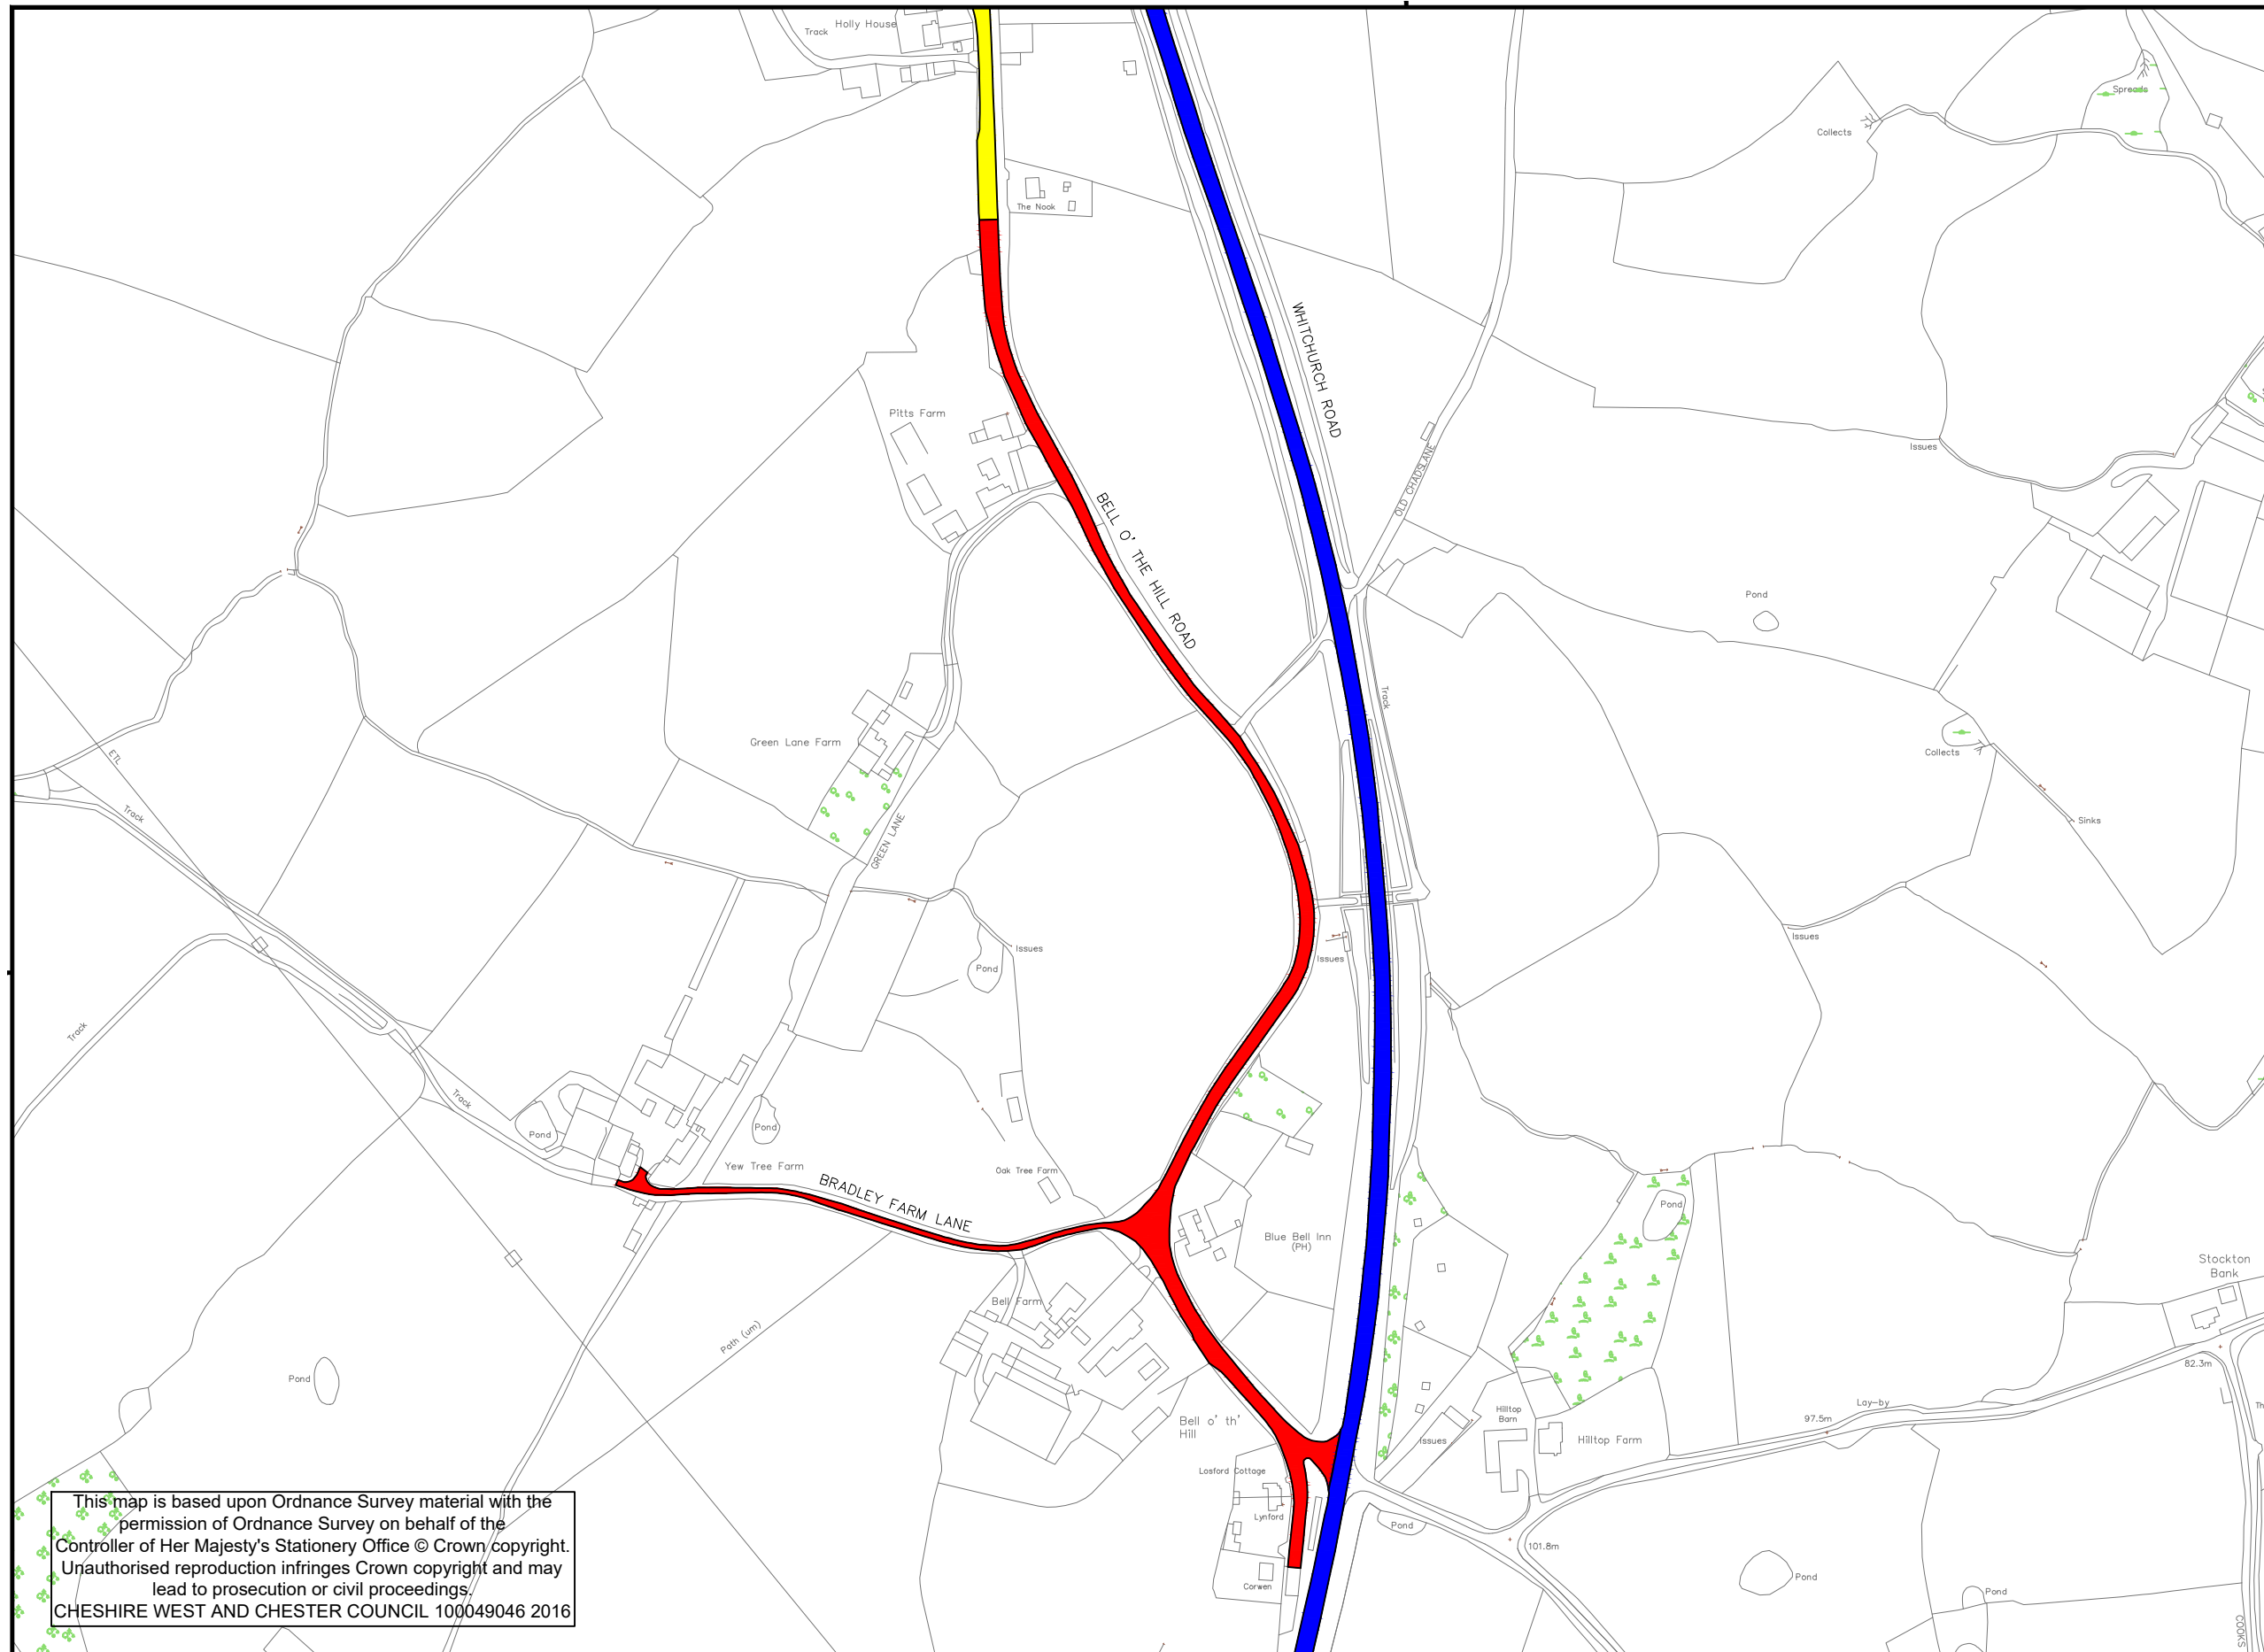 Holly House
Track
Spreads
Collects
The Nook
WHITCHURCH ROAD
Pitts Farm
Issues
OLD CHADSLANE
BELL O' THE HILL ROAD
Pond
Track
Green Lane Farm
Collects
ETL
Track
Sinks
GREEN LANE
Issues
Issues
Issues
Pond
Track
Track
Pond
Pond
Yew Tree Farm
Oak Tree Farm
BRADLEY FARM LANE
Pond
Blue Bell Inn
(PH)
Stockton
Bank
Bell Farm
Path (um)
82.3m
Pond
Lay-by
Hilltop
Barn
97.5m
Bell o' th'
Hill
Issues
Hilltop Farm
Losford Cottage
Lynford
Pond
101.8m
Corwen
Pond
Pond
COOKS
This map is based upon Ordnance Survey material with the
permission of Ordnance Survey on behalf of the
Controller of Her Majesty's Stationery Office © Crown copyright.
Unauthorised reproduction infringes Crown copyright and may
lead to prosecution or civil proceedings.
CHESHIRE WEST AND CHESTER COUNCIL 100049046 2016